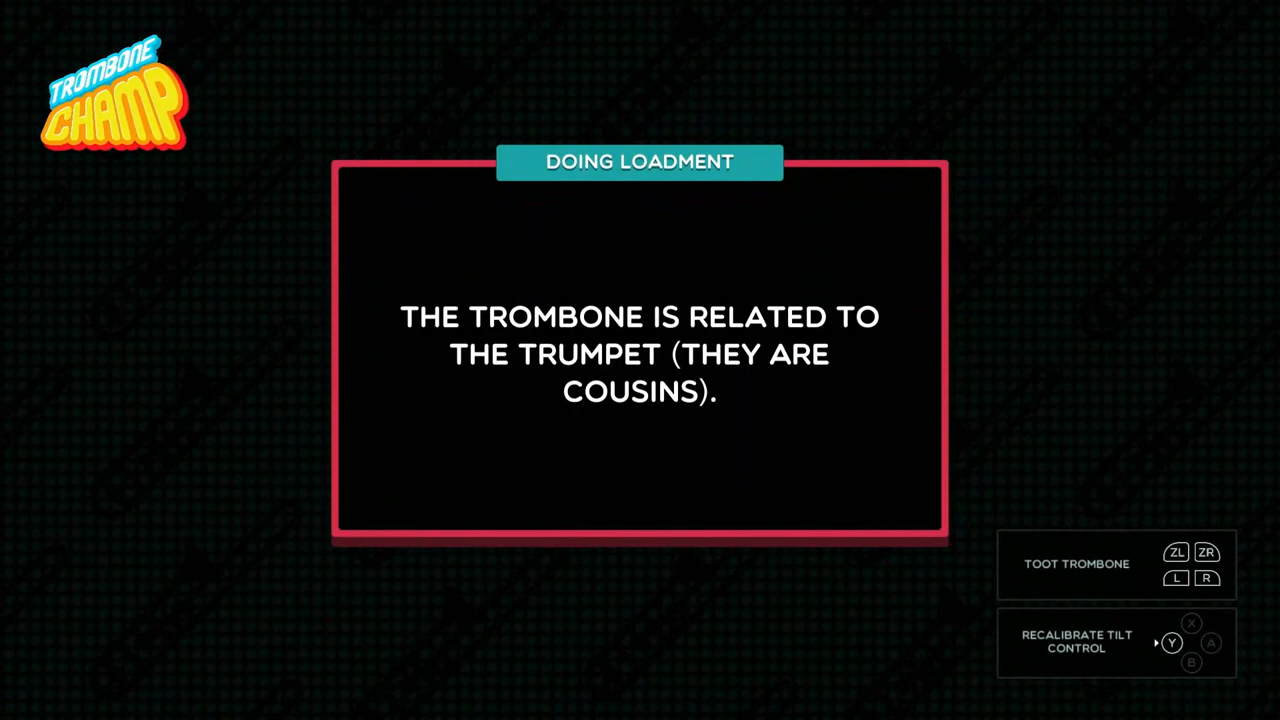 TROMBONE
CHAMP
DOING LOADMENT
THE TROMBONE IS RELATED TO
THE TRUMPET (THEY ARE
COUSINS).
TOOT TROMBONE
ZL ZR
L R
RECALIBRATE TILT
CONTROL
X
Y A
B